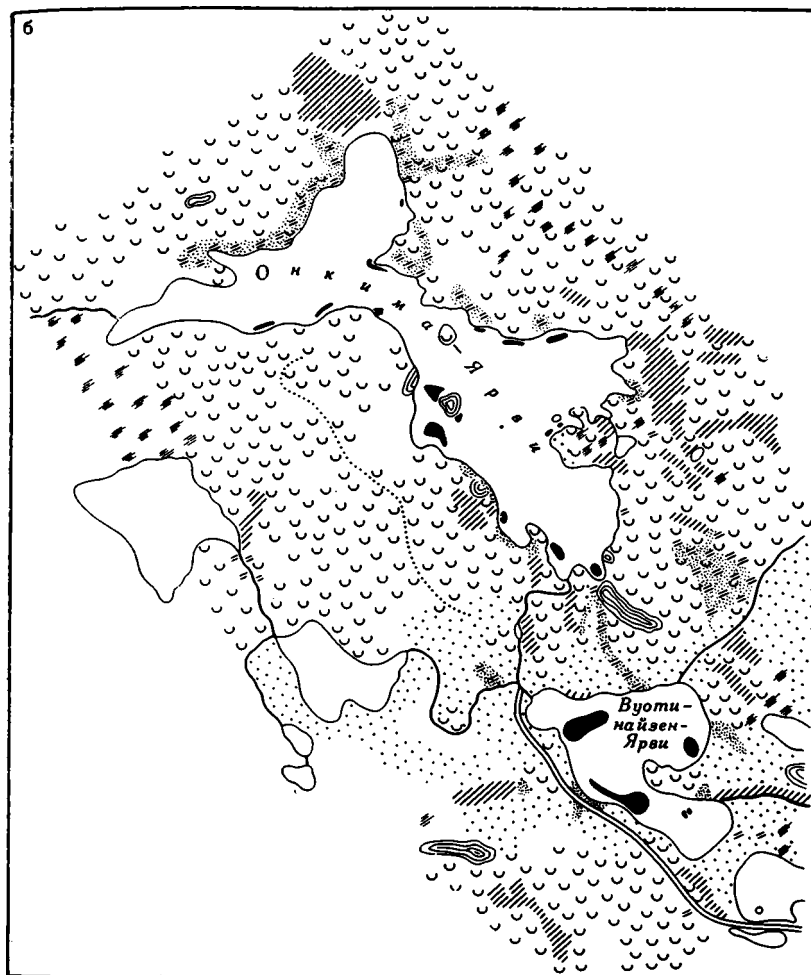 б
Онкима-Ярви
Вуоти-
найзен-
Ярви